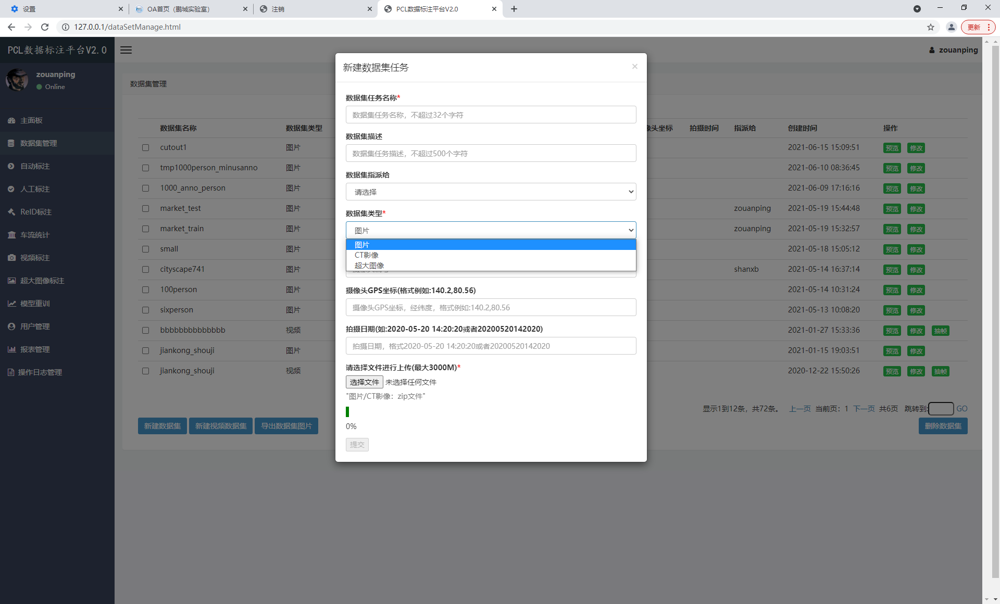 设置
OA首页（鹏城实验室）
注销
PCL数据标注平台V2.0
127.0.0.1/dataSetManage.html
更新
PCL数据标注平台V2.0
zouanping
zouanping
Online
主面板
数据集管理
自动标注
人工标注
ReID标注
车流统计
视频标注
超大图像标注
模型重训
用户管理
报表管理
操作日志管理
数据集管理
数据集名称 数据集类型 像头坐标 拍摄时间 指派给 创建时间 操作
cutout1 图片 2021-06-15 15:09:51 预览 修改
tmp1000person_minusanno 图片 2021-06-10 08:36:45 预览 修改
1000_anno_person 图片 2021-06-09 17:16:16 预览 修改
market_test 图片 zouanping 2021-05-19 15:44:48 预览 修改
market_train 图片 zouanping 2021-05-19 15:32:57 预览 修改
small 图片 2021-05-18 15:05:12 预览 修改
cityscape741 图片 shanxb 2021-05-14 16:37:14 预览 修改
100person 图片 2021-05-14 10:31:24 预览 修改
sixperson 图片 2021-05-13 10:08:20 预览 修改
bbbbbbbbbbbbbb 视频 2021-01-27 15:33:36 预览 修改 抽帧
jiankong_shouji 图片 2021-01-15 19:03:51 预览 修改
jiankong_shouji 视频 2020-12-22 15:50:26 预览 修改 抽帧
显示1到12条，共72条。 上一页 当前页：1 下一页 共6页 跳转到: GO
新建数据集 新建视频数据集 导出数据集图片 删除数据集
新建数据集任务
数据集任务名称*
数据集任务名称，不超过32个字符
数据集描述
数据集任务描述，不超过500个字符
数据集指派给
请选择
数据集类型*
图片
图片
CT影像
超大图像
摄像头GPS坐标(格式例如:140.2,80.56)
摄像头GPS坐标，经纬度，格式例如:140.2,80.56
拍摄日期(如:2020-05-20 14:20:20或者20200520142020)
拍摄日期，格式2020-05-20 14:20:20或者20200520142020
请选择文件进行上传(最大3000M)*
选择文件 未选择任何文件
"图片/CT影像：zip文件"
0%
提交